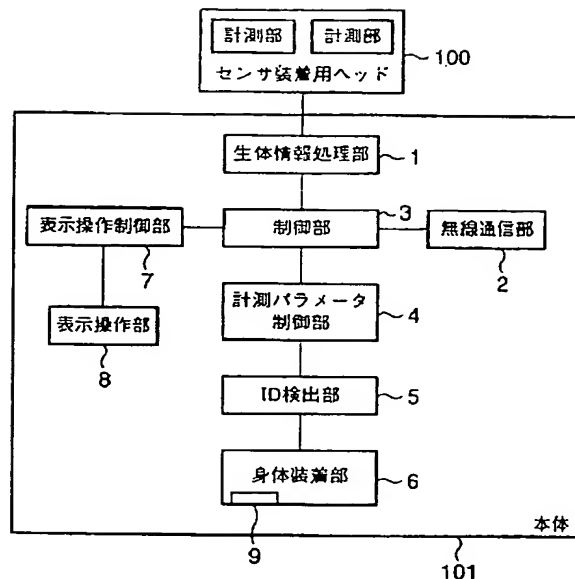 計測部 計測部
センサ装着用ヘッド
100
生体情報処理部
1
表示操作制御部
7
制御部
3
無線通信部
2
計測パラメータ
制御部
4
表示操作部
8
ID検出部
5
身体装着部
6
9
本体
101